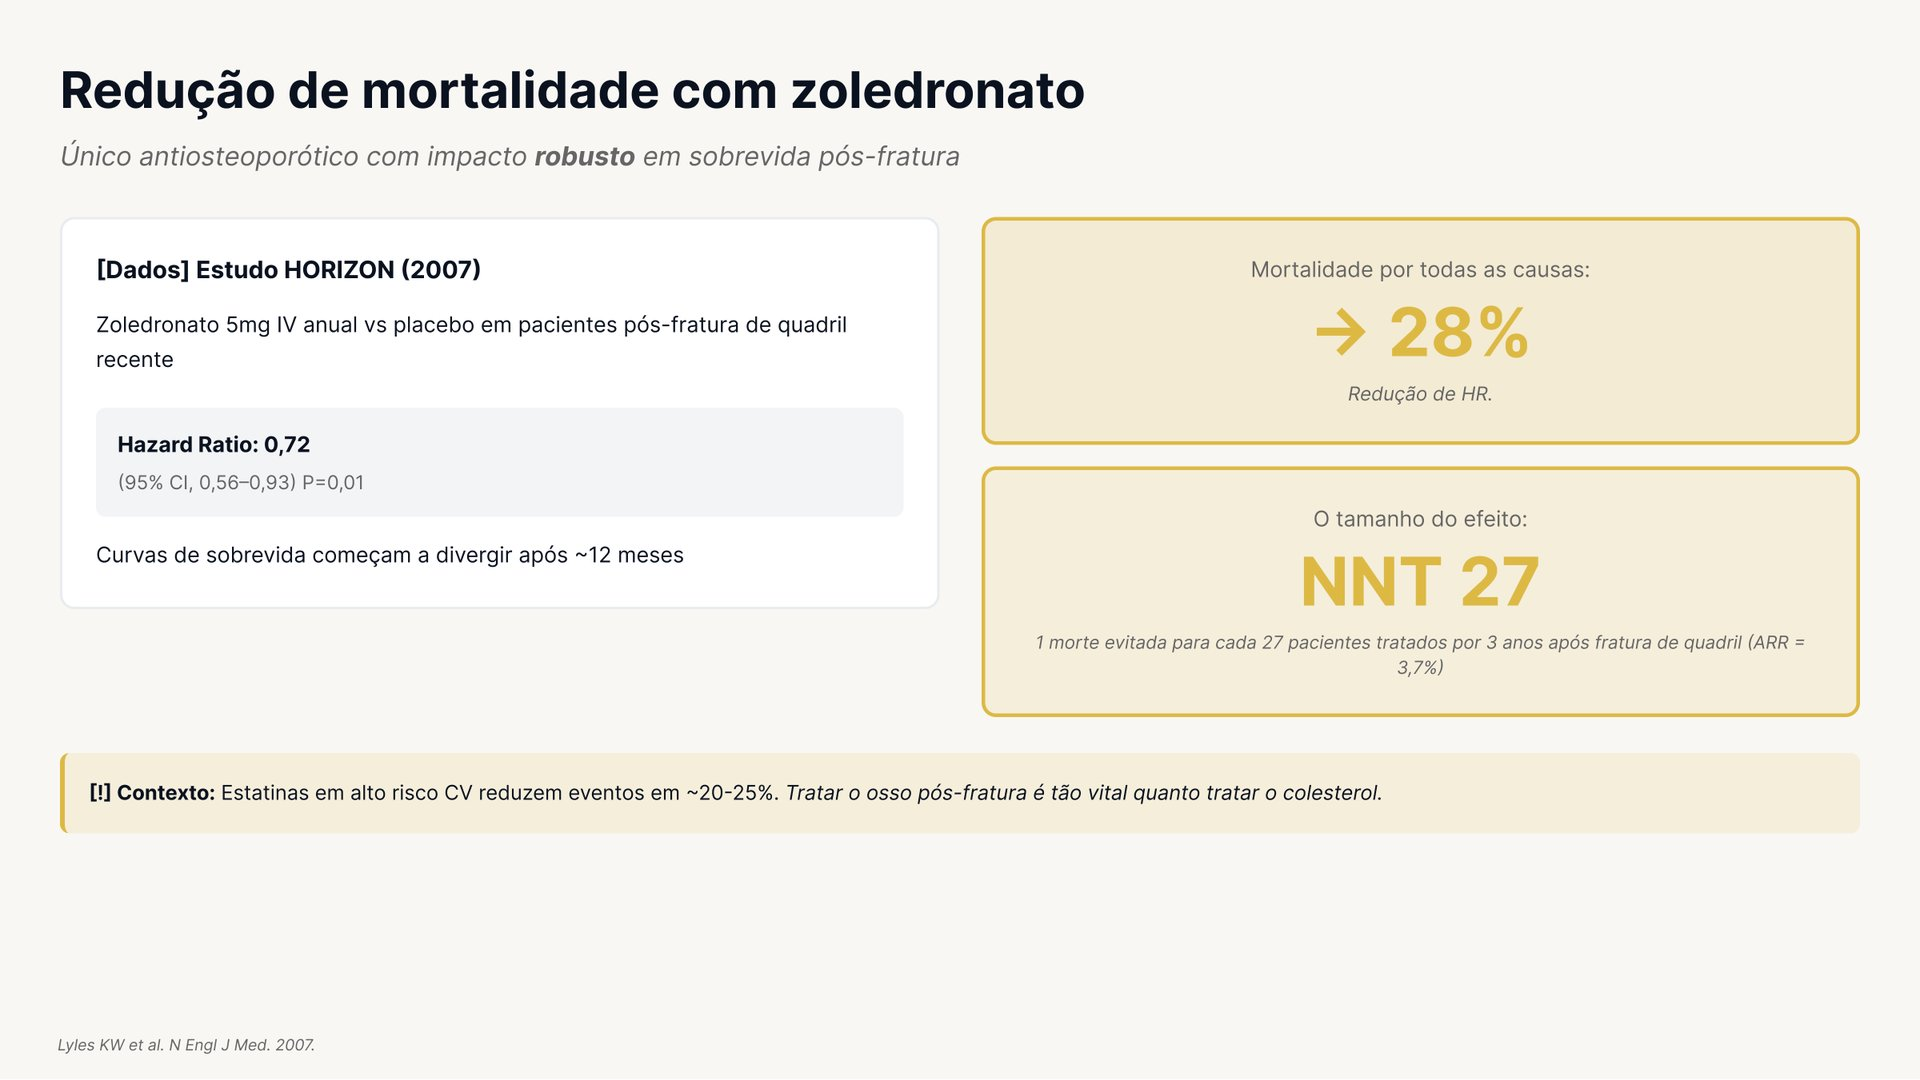 Redução de mortalidade com zoledronato
Único antiosteoporótico com impacto robusto em sobrevida pós-fratura
[Dados] Estudo HORIZON (2007)
Zoledronato 5mg IV anual vs placebo em pacientes pós-fratura de quadril
recente
Hazard Ratio: 0,72
(95% CI, 0,56–0,93) P=0,01
Curvas de sobrevida começam a divergir após ~12 meses
Mortalidade por todas as causas:
→ 28%
Redução de HR.
O tamanho do efeito:
NNT 27
1 morte evitada para cada 27 pacientes tratados por 3 anos após fratura de quadril (ARR =
3,7%)
[!] Contexto: Estatinas em alto risco CV reduzem eventos em ~20-25%. Tratar o osso pós-fratura é tão vital quanto tratar o colesterol.
Lyles KW et al. N Engl J Med. 2007.